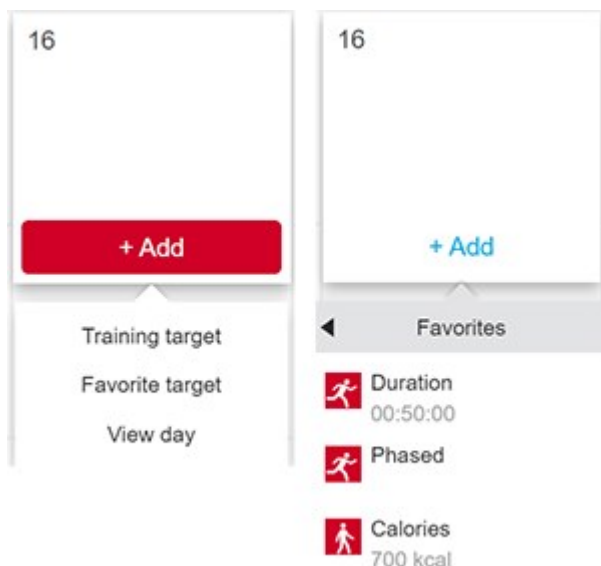 16
+ Add
Training target
Favorite target
View day
16
+ Add
Favorites
Duration
00:50:00
Phased
Calories
700 kcal